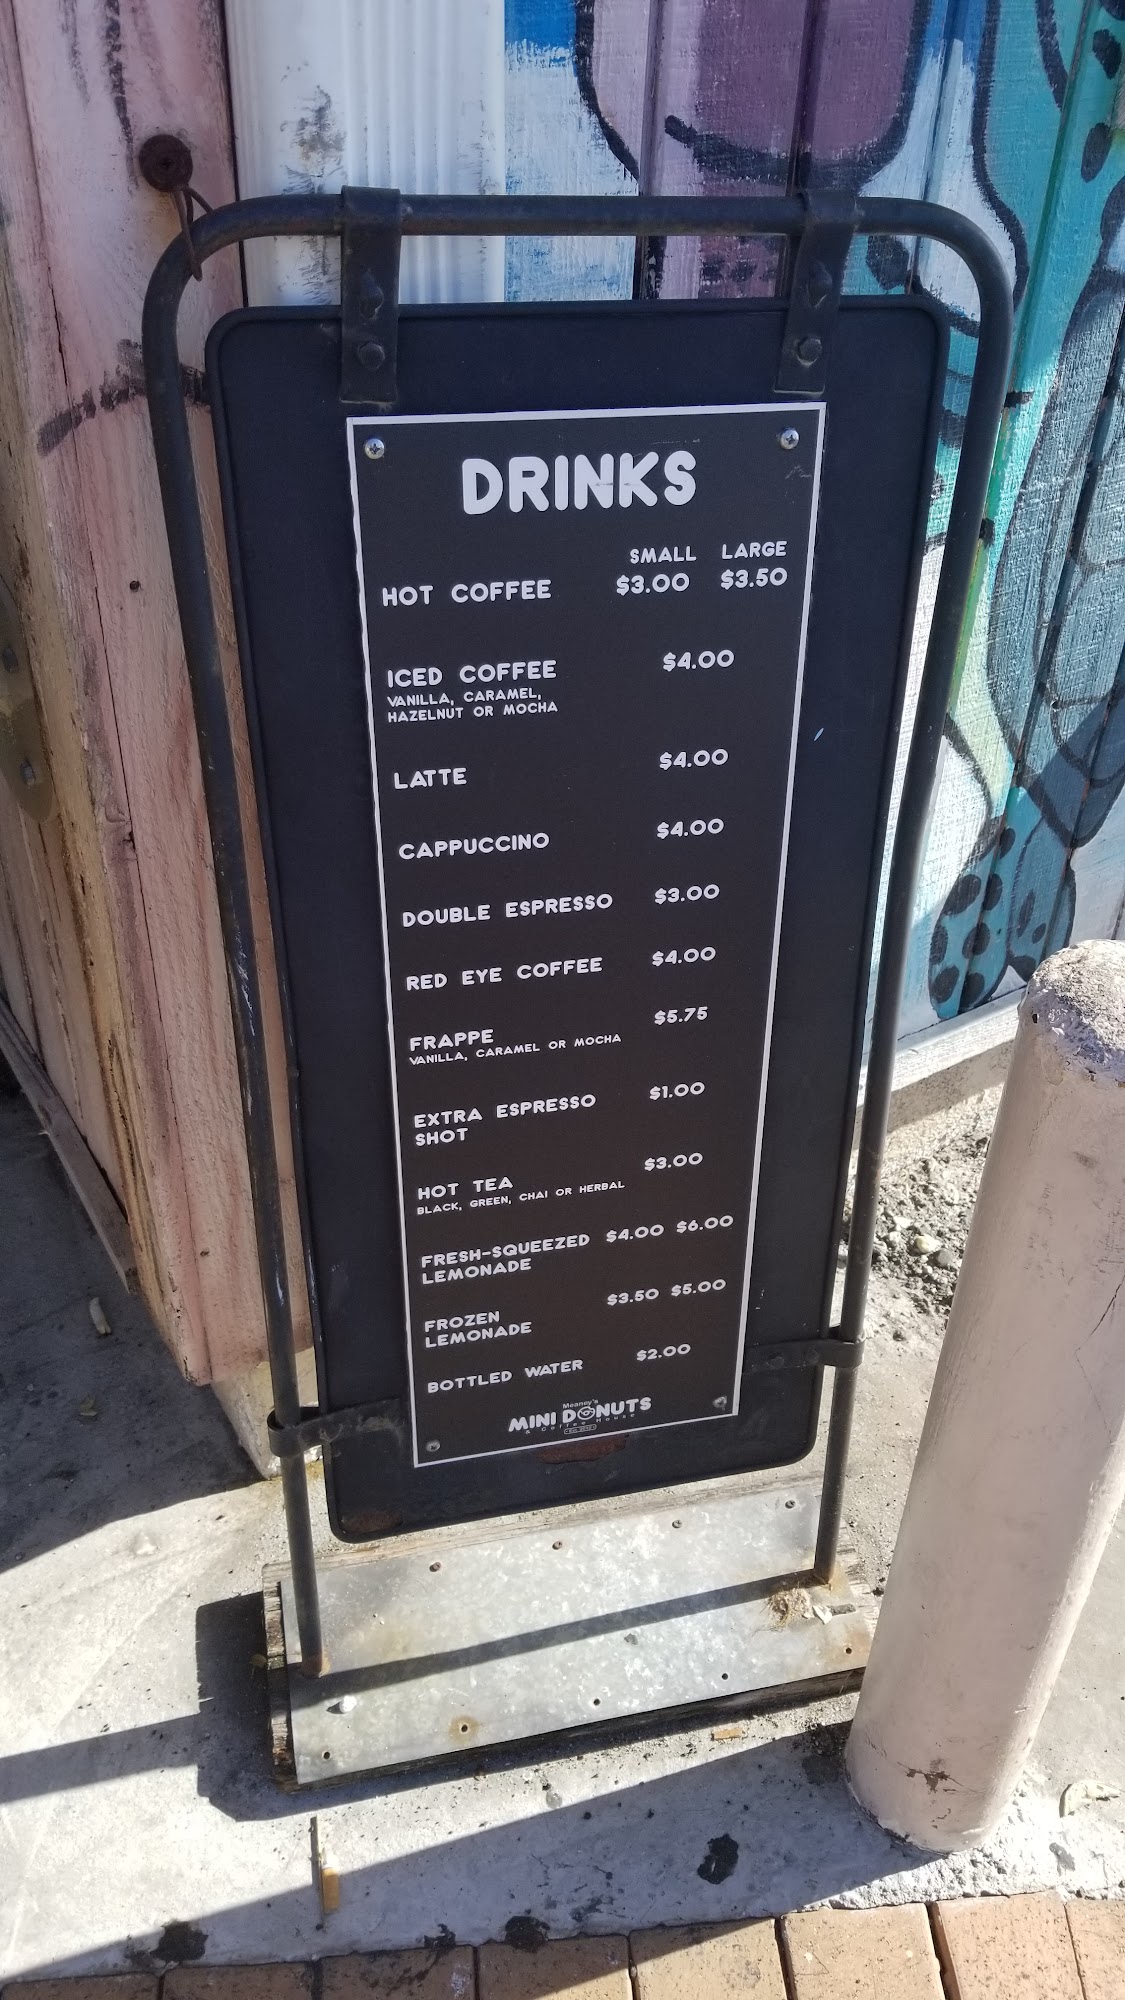 DRINKS
SMALL LARGE
HOT COFFEE $3.00 $3.50
ICED COFFEE $4.00
VANILLA, CARAMEL,
HAZELNUT OR MOCHA
LATTE $4.00
CAPPUCCINO $4.00
DOUBLE ESPRESSO $3.00
RED EYE COFFEE $4.00
FRAPPE $5.75
VANILLA, CARAMEL OR MOCHA
EXTRA ESPRESSO $1.00
SHOT
HOT TEA $3.00
BLACK, GREEN, CHAI OR HERBAL
FRESH-SQUEEZED $4.00 $6.00
LEMONADE
FROZEN $3.50 $5.00
LEMONADE
BOTTLED WATER $2.00
Meaney's
MINI DONUTS
& Coffee House